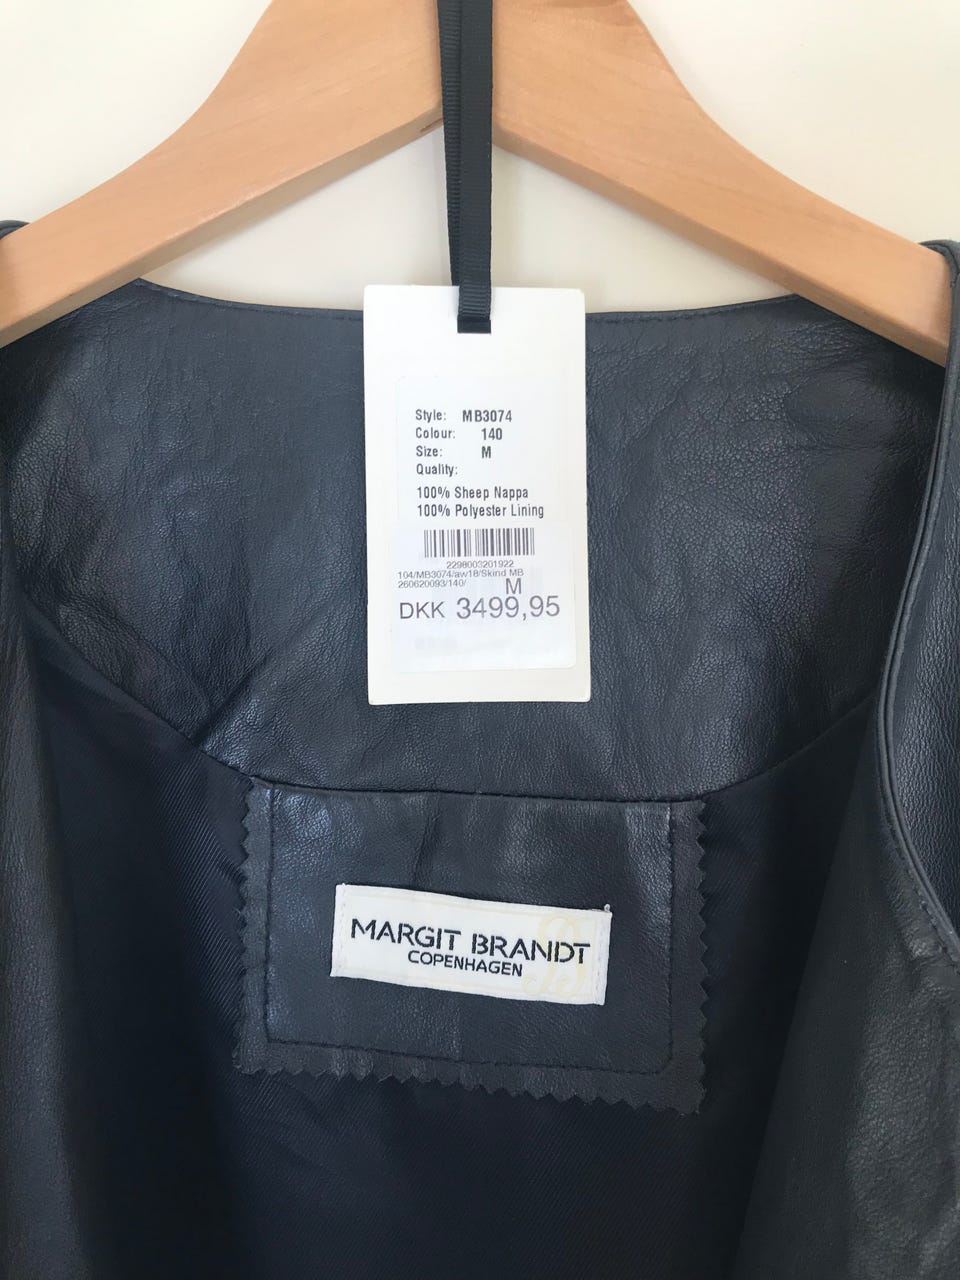 Style: MB3074
Colour: 140
Size: M
Quality:
100% Sheep Nappa
100% Polyester Lining
2298003201922
104/MB3074/aw18/Skind MB
260620093/140/ M
DKK 3499,95
MARGIT BRANDT
COPENHAGEN